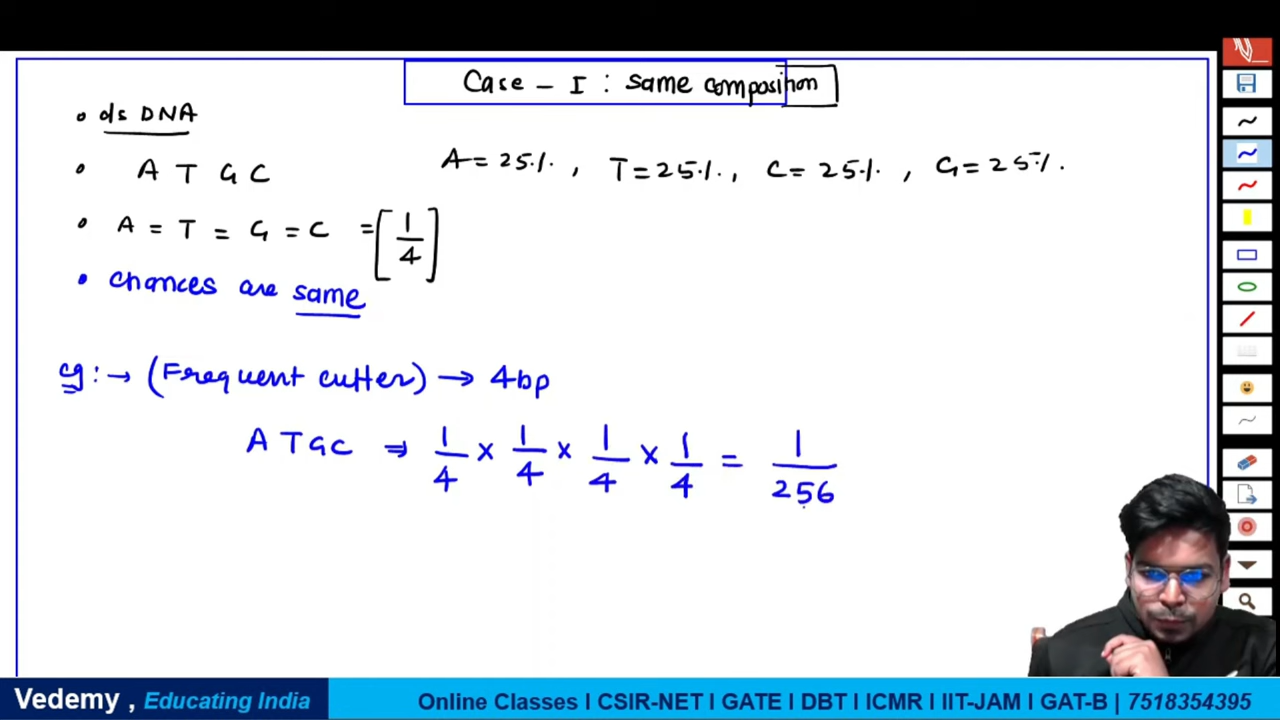 Case - I : same composition
• ds DNA
• A T G C
A = 25%, T = 25%, C = 25%, G = 25%.
• A = T = G = C = [1/4]
• Chances are same
eg :→ (Frequent cutter) → 4bp
A T G C ⇒ 1/4 × 1/4 × 1/4 × 1/4 = 1/256
Vedemy , Educating India
Online Classes I CSIR-NET I GATE I DBT I ICMR I IIT-JAM I GAT-B I 7518354395